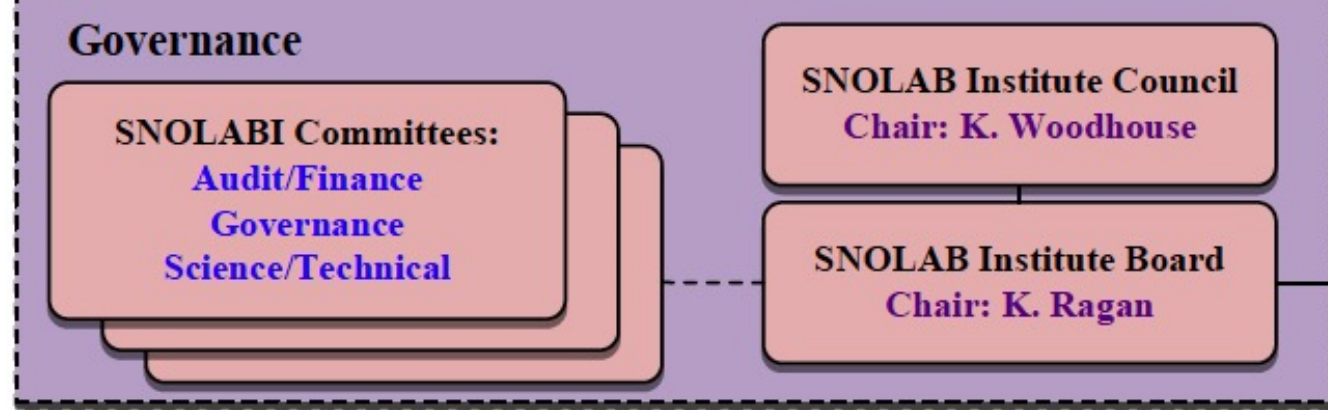 Governance
SNOLABI Committees:
Audit/Finance
Governance
Science/Technical
SNOLAB Institute Council
Chair: K. Woodhouse
SNOLAB Institute Board
Chair: K. Ragan